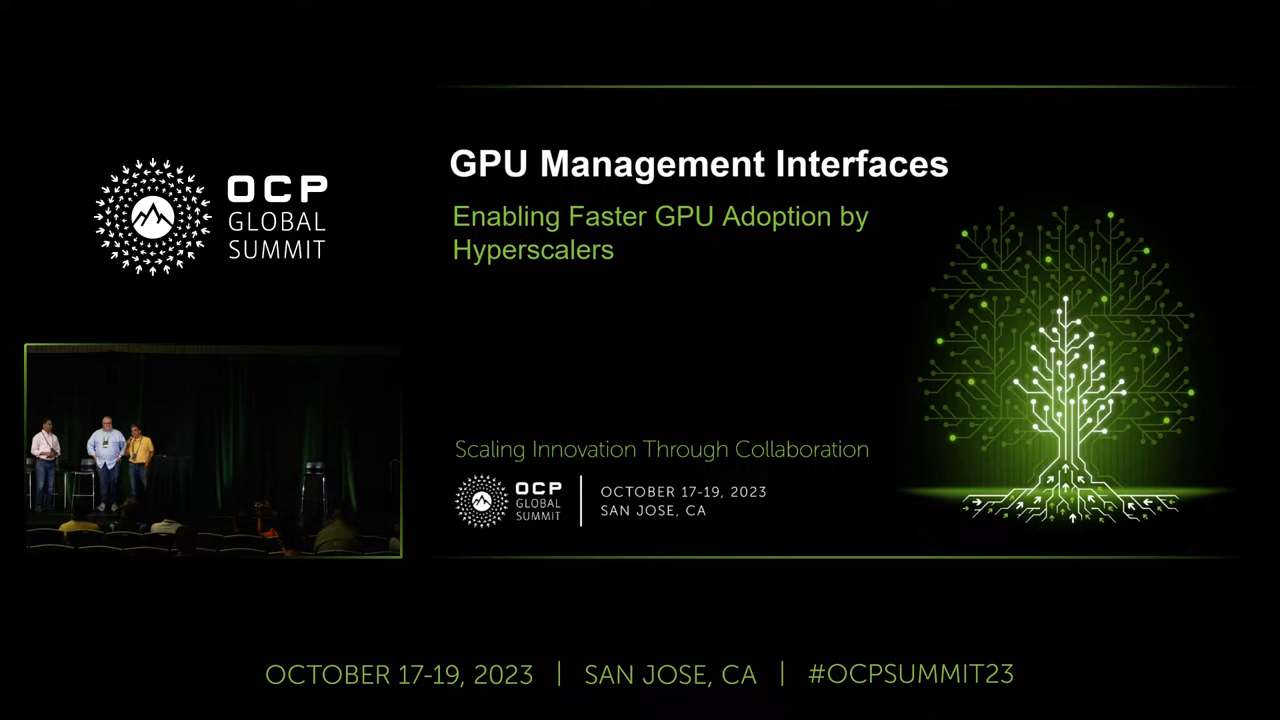 OCP
GLOBAL
SUMMIT
GPU Management Interfaces
Enabling Faster GPU Adoption by
Hyperscalers
Scaling Innovation Through Collaboration
OCP
GLOBAL
SUMMIT
OCTOBER 17-19, 2023
SAN JOSE, CA
OCTOBER 17-19, 2023 | SAN JOSE, CA | #OCPSUMMIT23